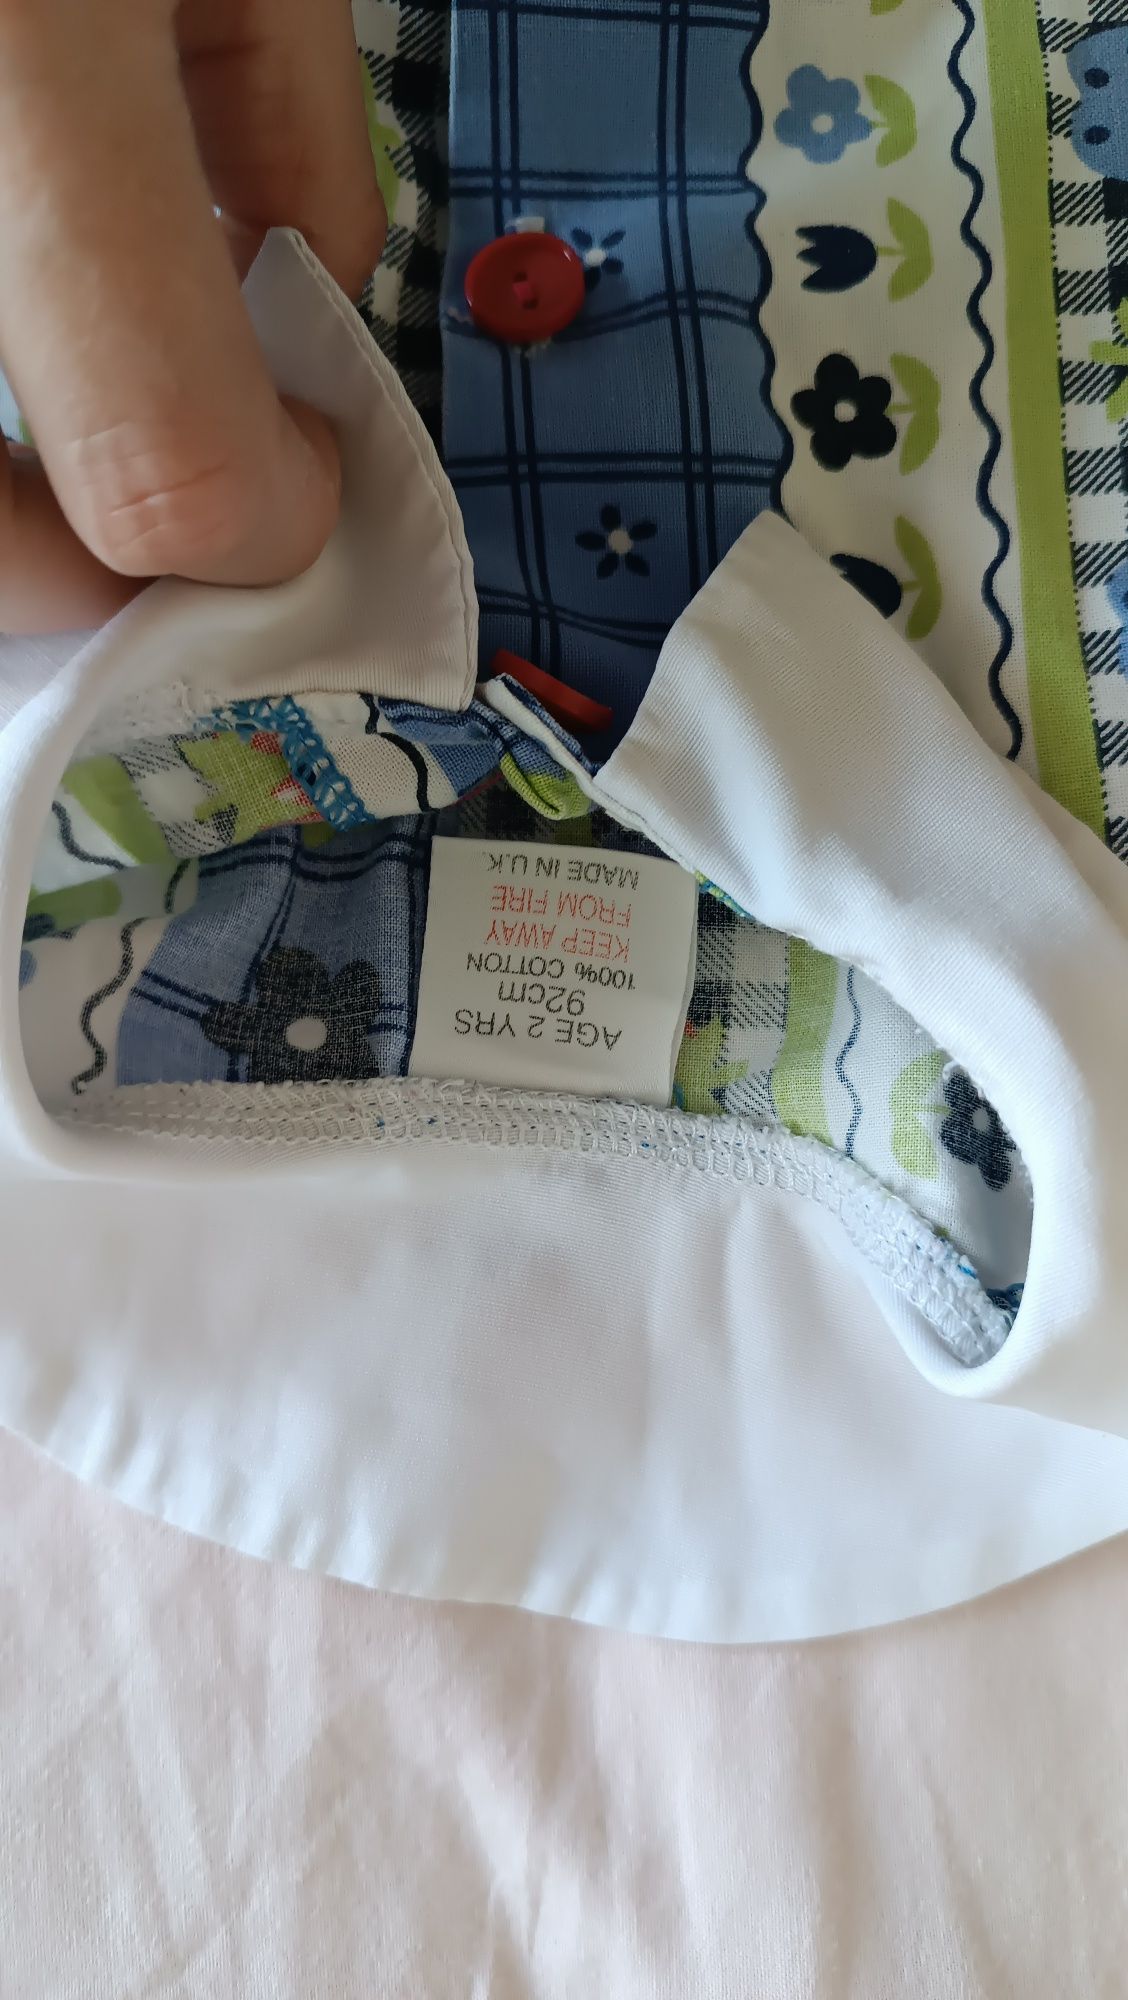 AGE 2 YRS
92cm
100% COTTON
KEEP AWAY
FROM FIRE
MADE IN U.K.